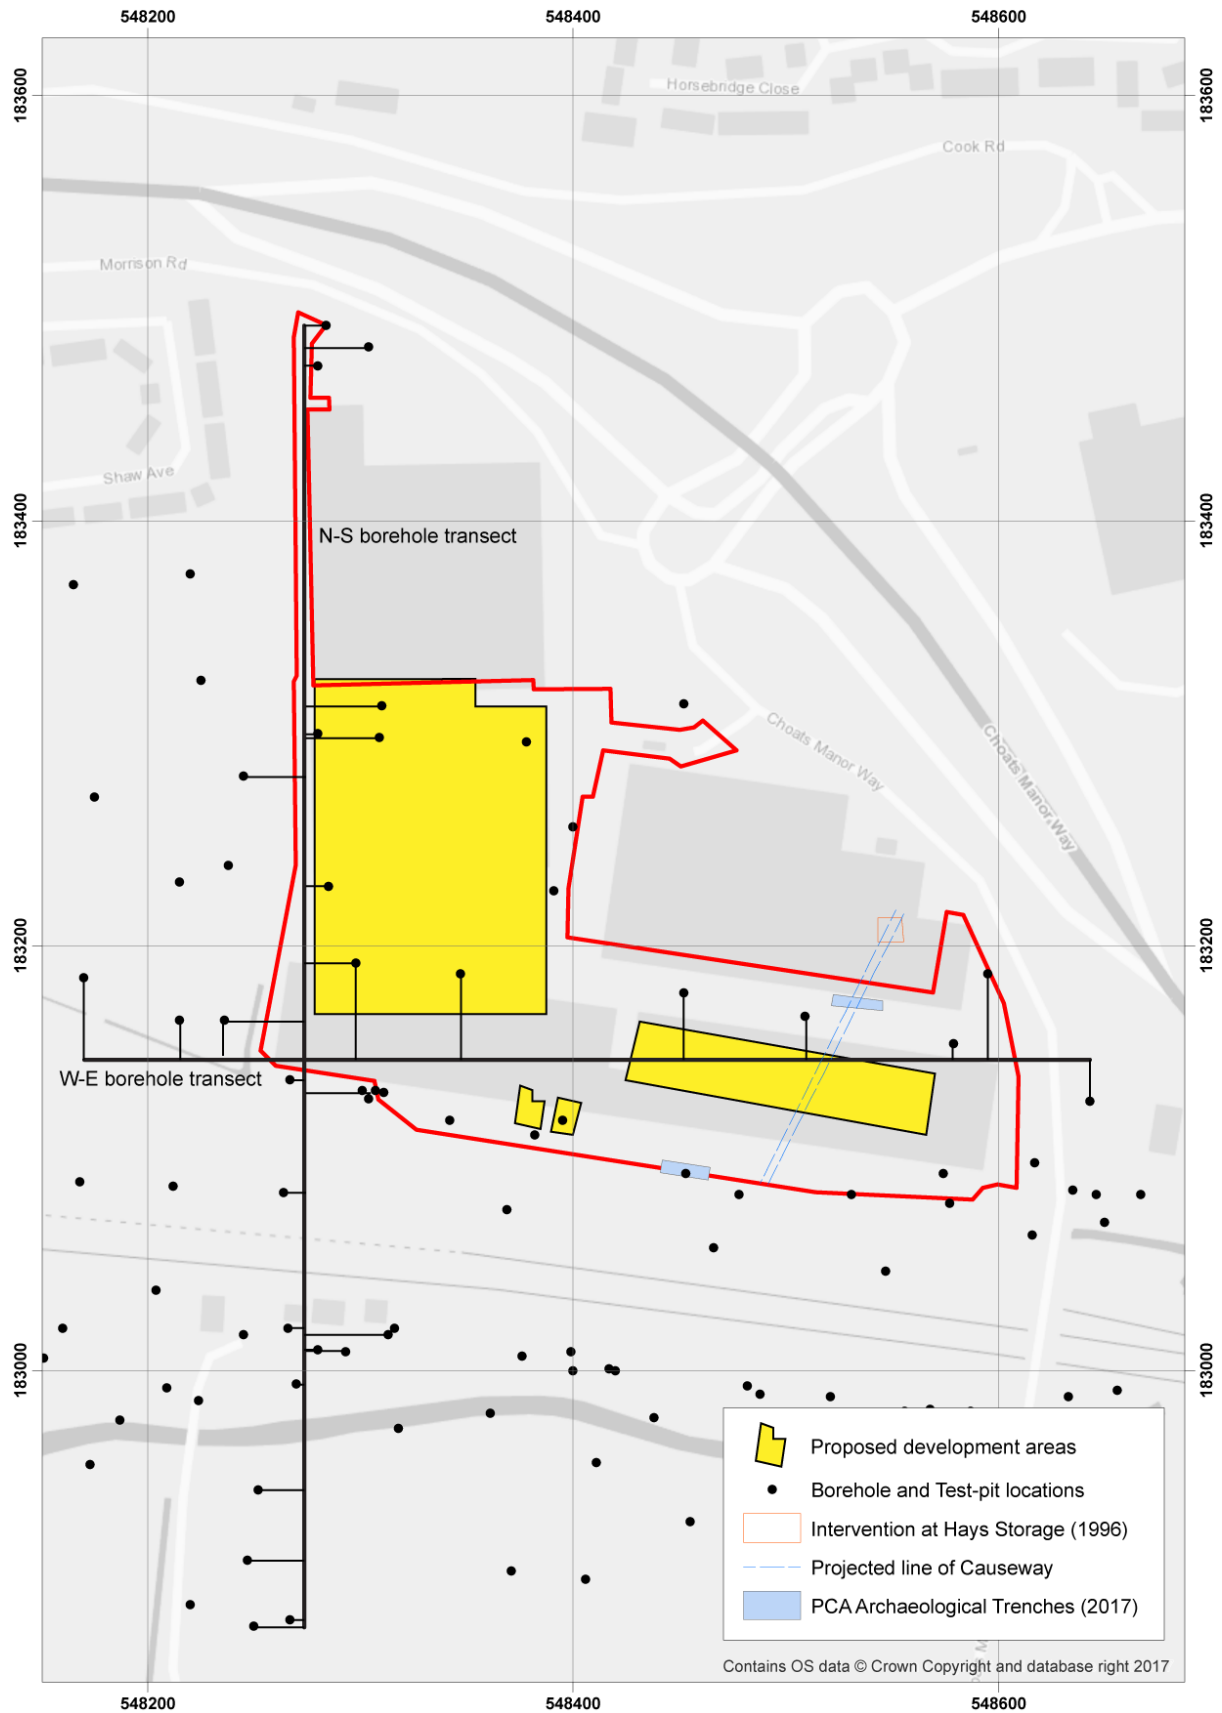 548200
548400
548600
183600
183600
Horsebridge Close
Cook Rd
Morrison Rd
Shaw Ave
183400
183400
N-S borehole transect
Choats Manor Way
Choats Manor Way
183200
183200
W-E borehole transect
183000
183000
Proposed development areas
Borehole and Test-pit locations
Intervention at Hays Storage (1996)
Projected line of Causeway
PCA Archaeological Trenches (2017)
Contains OS data © Crown Copyright and database right 2017
548200
548400
548600